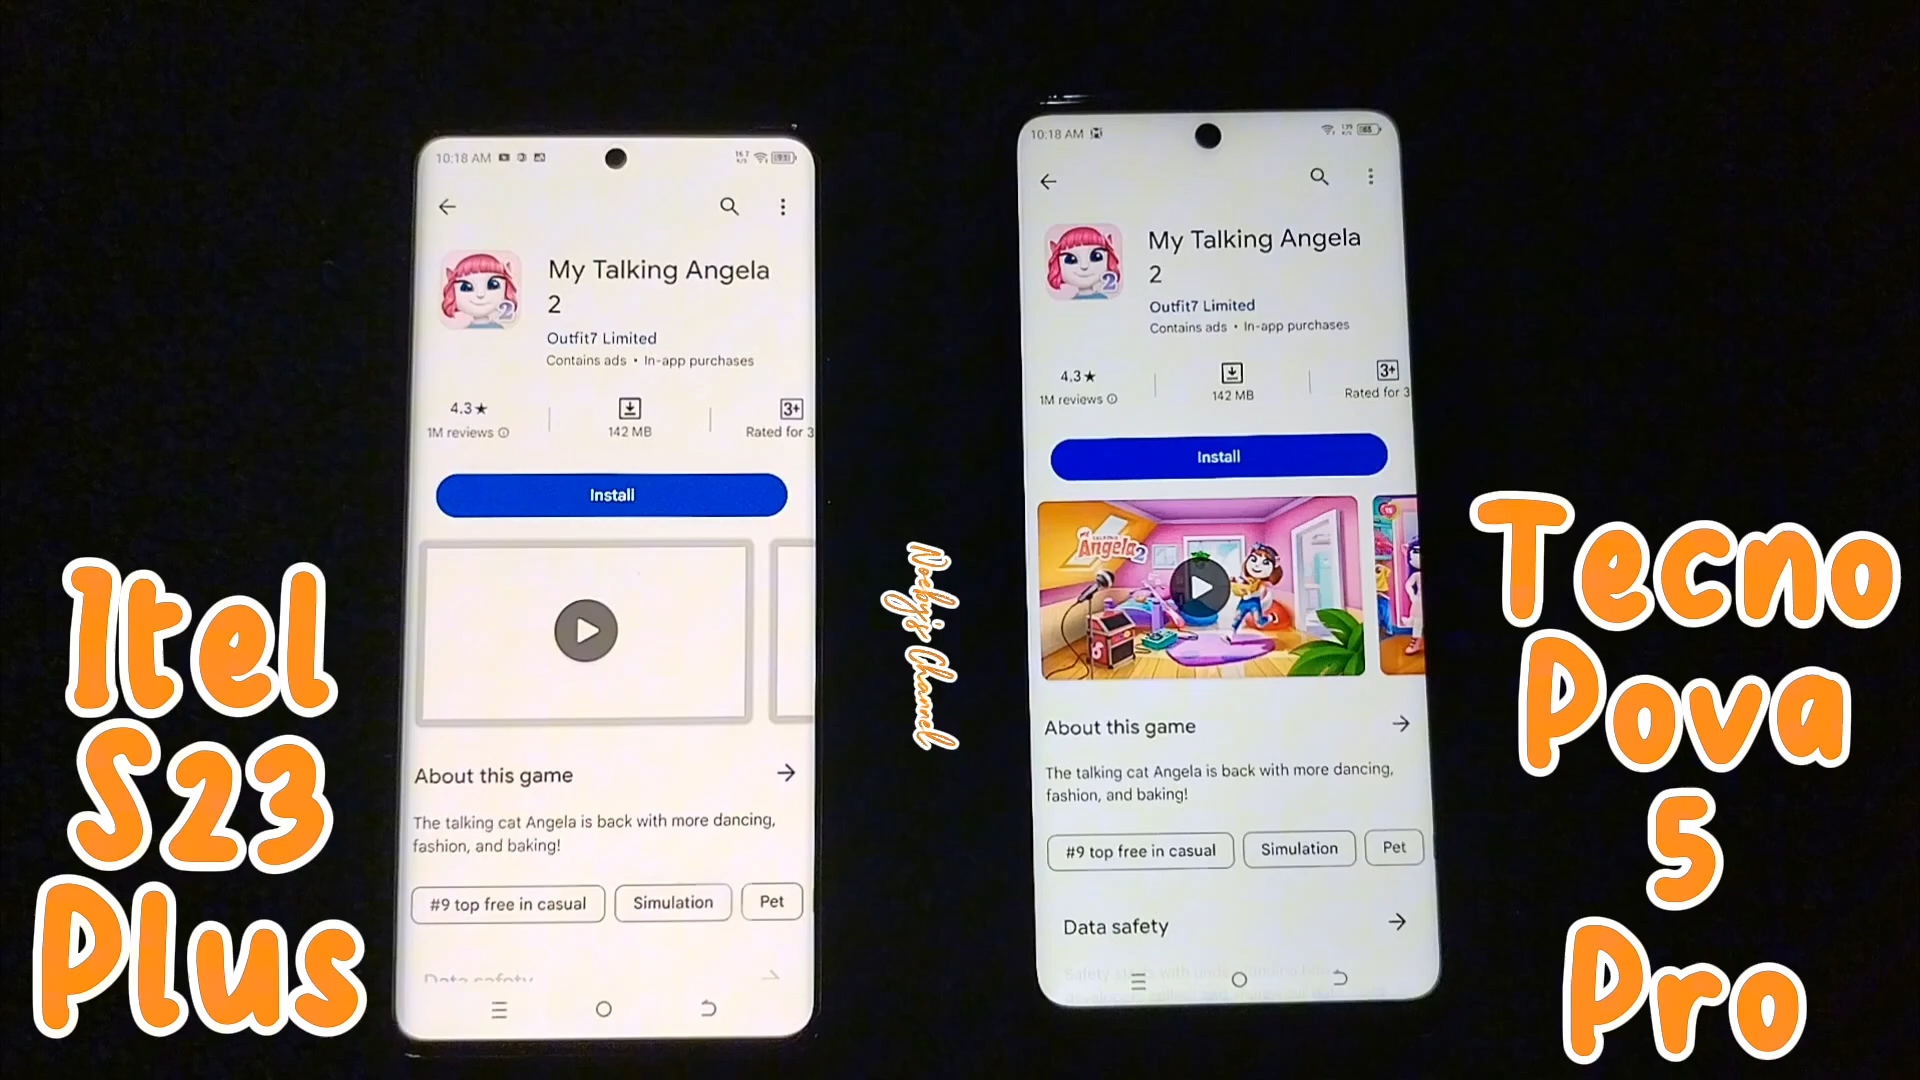 10:18 AM
My Talking Angela
2
Outfit7 Limited
Contains ads • In-app purchases
4.3★
1M reviews
142 MB
3+
Rated for 3
Install
About this game
The talking cat Angela is back with more dancing,
fashion, and baking!
#9 top free in casual
Simulation
Pet
Itel
S23
Plus
Noeby's Channel
10:18 AM
My Talking Angela
2
Outfit7 Limited
Contains ads • In-app purchases
4.3★
1M reviews
142 MB
3+
Rated for 3
Install
My Talking
Angela 2
About this game
The talking cat Angela is back with more dancing,
fashion, and baking!
#9 top free in casual
Simulation
Pet
Data safety
Tecno
Pova
5
Pro